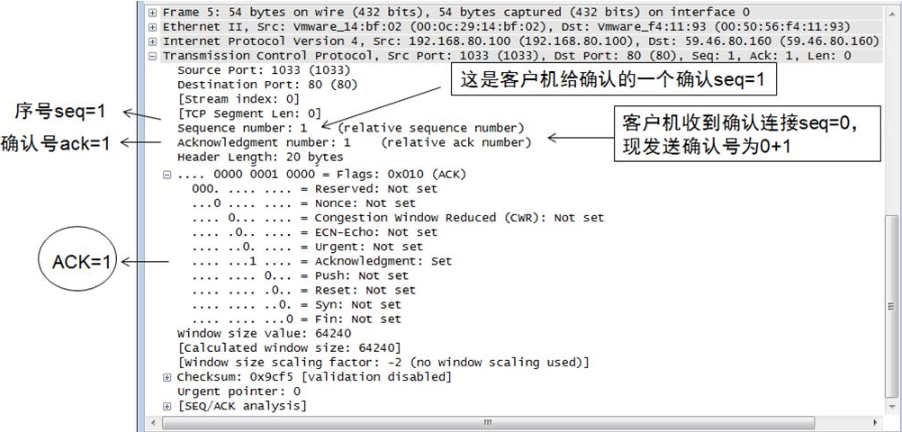 Frame 5: 54 bytes on wire (432 bits), 54 bytes captured (432 bits) on interface 0
Ethernet II, Src: Vmware_14:bf:02 (00:0c:29:14:bf:02), Dst: Vmware_f4:11:93 (00:50:56:f4:11:93)
Internet Protocol Version 4, Src: 192.168.80.100 (192.168.80.100), Dst: 59.46.80.160 (59.46.80.160)
Transmission Control Protocol, Src Port: 1033 (1033), Dst Port: 80 (80), Seq: 1, Ack: 1, Len: 0
Source Port: 1033 (1033)
Destination Port: 80 (80)
这是客户机给确认的一个确认seq=1
[Stream index: 0]
[TCP Segment Len: 0]
序号seq=1
Sequence number: 1 (relative sequence number)
客户机收到确认连接seq=0,
现发送确认号为0+1
确认号ack=1
Acknowledgment number: 1 (relative ack number)
Header Length: 20 bytes
.... 0000 0001 0000 = Flags: 0x010 (ACK)
000. .... .... = Reserved: Not set
...0 .... .... = Nonce: Not set
.... 0... .... = Congestion Window Reduced (CWR): Not set
.... .0.. .... = ECN-Echo: Not set
.... ..0. .... = Urgent: Not set
ACK=1
.... ...1 .... = Acknowledgment: Set
.... .... 0... = Push: Not set
.... .... .0.. = Reset: Not set
.... .... ..0. = Syn: Not set
.... .... ...0 = Fin: Not set
Window size value: 64240
[Calculated window size: 64240]
[Window size scaling factor: -2 (no window scaling used)]
Checksum: 0x9cf5 [validation disabled]
Urgent pointer: 0
[SEQ/ACK analysis]